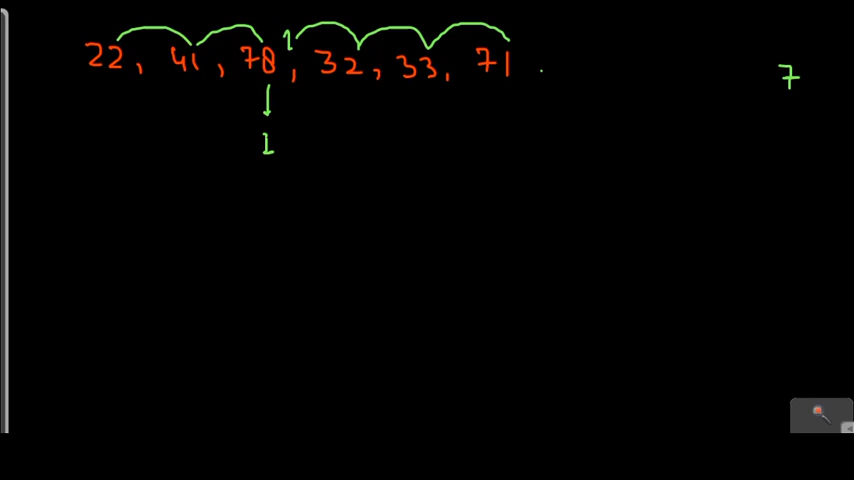 22, 41, 78, 32, 33, 71 .
7
1